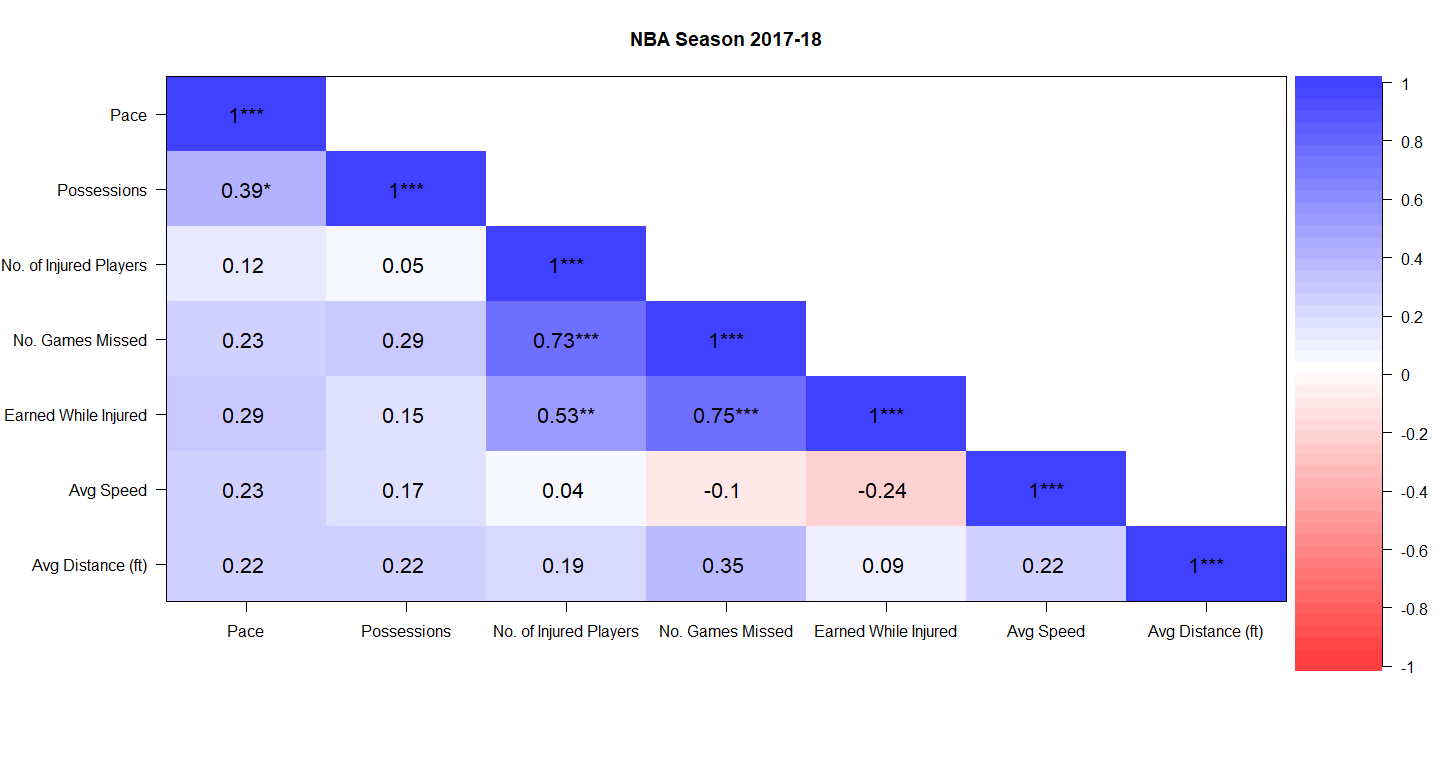 NBA Season 2017-18
Pace 1*** 1
Possessions 0.39* 1*** 0.8
No. of Injured Players 0.12 0.05 1*** 0.6
No. Games Missed 0.23 0.29 0.73*** 1*** 0.4
Earned While Injured 0.29 0.15 0.53** 0.75*** 1*** 0.2
Avg Speed 0.23 0.17 0.04 -0.1 -0.24 1*** 0
Avg Distance (ft) 0.22 0.22 0.19 0.35 0.09 0.22 1*** -0.2
-0.4
-0.6
-0.8
-1
Pace Possessions No. of Injured Players No. Games Missed Earned While Injured Avg Speed Avg Distance (ft)